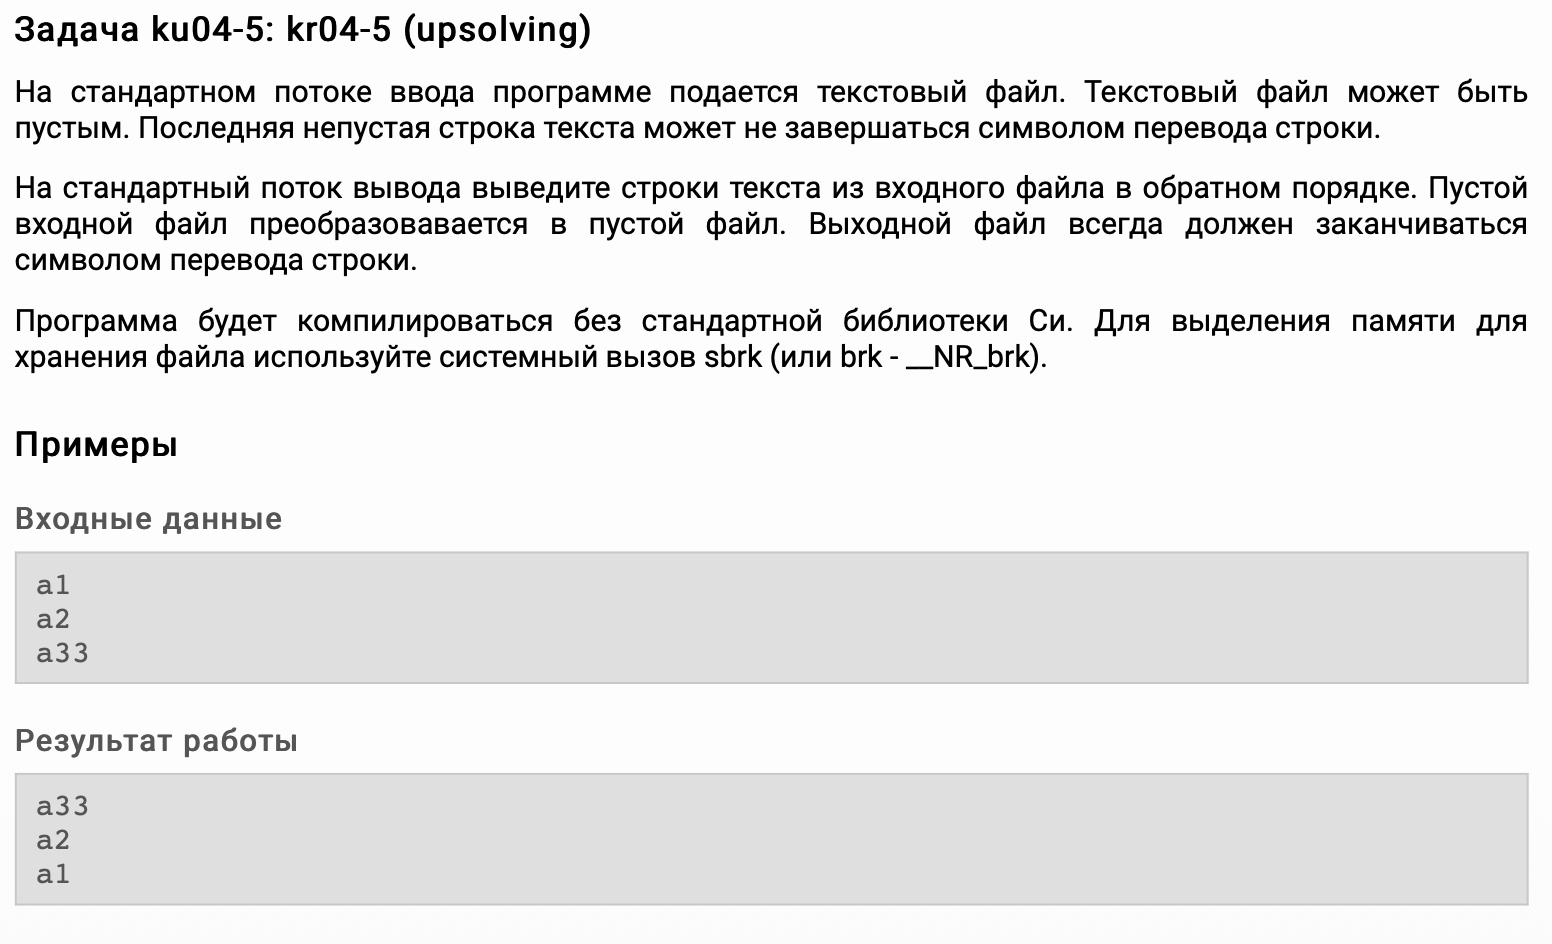 Задача ku04-5: kr04-5 (upsolving)
На стандартном потоке ввода программе подается текстовый файл. Текстовый файл может быть
пустым. Последняя непустая строка текста может не завершаться символом перевода строки.
На стандартный поток вывода выведите строки текста из входного файла в обратном порядке. Пустой
входной файл преобразовавается в пустой файл. Выходной файл всегда должен заканчиваться
символом перевода строки.
Программа будет компилироваться без стандартной библиотеки Си. Для выделения памяти для
хранения файла используйте системный вызов sbrk (или brk - __NR_brk).
Примеры
Входные данные
a1
a2
a33
Результат работы
a33
a2
a1